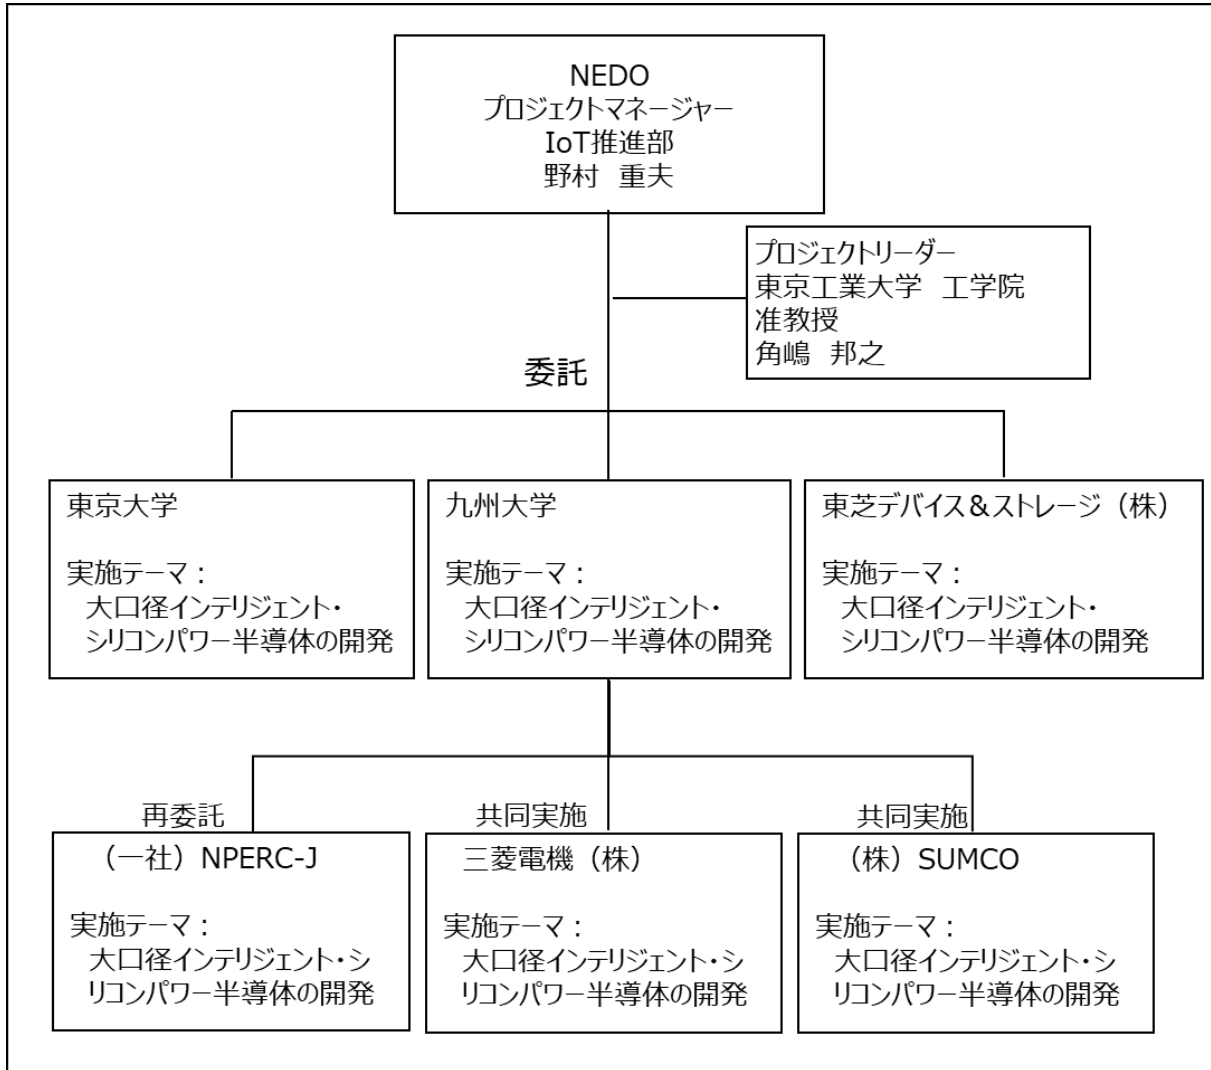 NEDO
プロジェクトマネージャー
IoT推進部
野村　重夫
プロジェクトリーダー
東京工業大学　工学院
准教授
角嶋　邦之
委託
東京大学
実施テーマ：
大口径インテリジェント・
シリコンパワー半導体の開発
九州大学
実施テーマ：
大口径インテリジェント・
シリコンパワー半導体の開発
東芝デバイス＆ストレージ（株）
実施テーマ：
大口径インテリジェント・
シリコンパワー半導体の開発
再委託
（一社）NPERC-J
実施テーマ：
大口径インテリジェント・シ
リコンパワー半導体の開発
共同実施
三菱電機（株）
実施テーマ：
大口径インテリジェント・シ
リコンパワー半導体の開発
共同実施
（株）SUMCO
実施テーマ：
大口径インテリジェント・シ
リコンパワー半導体の開発